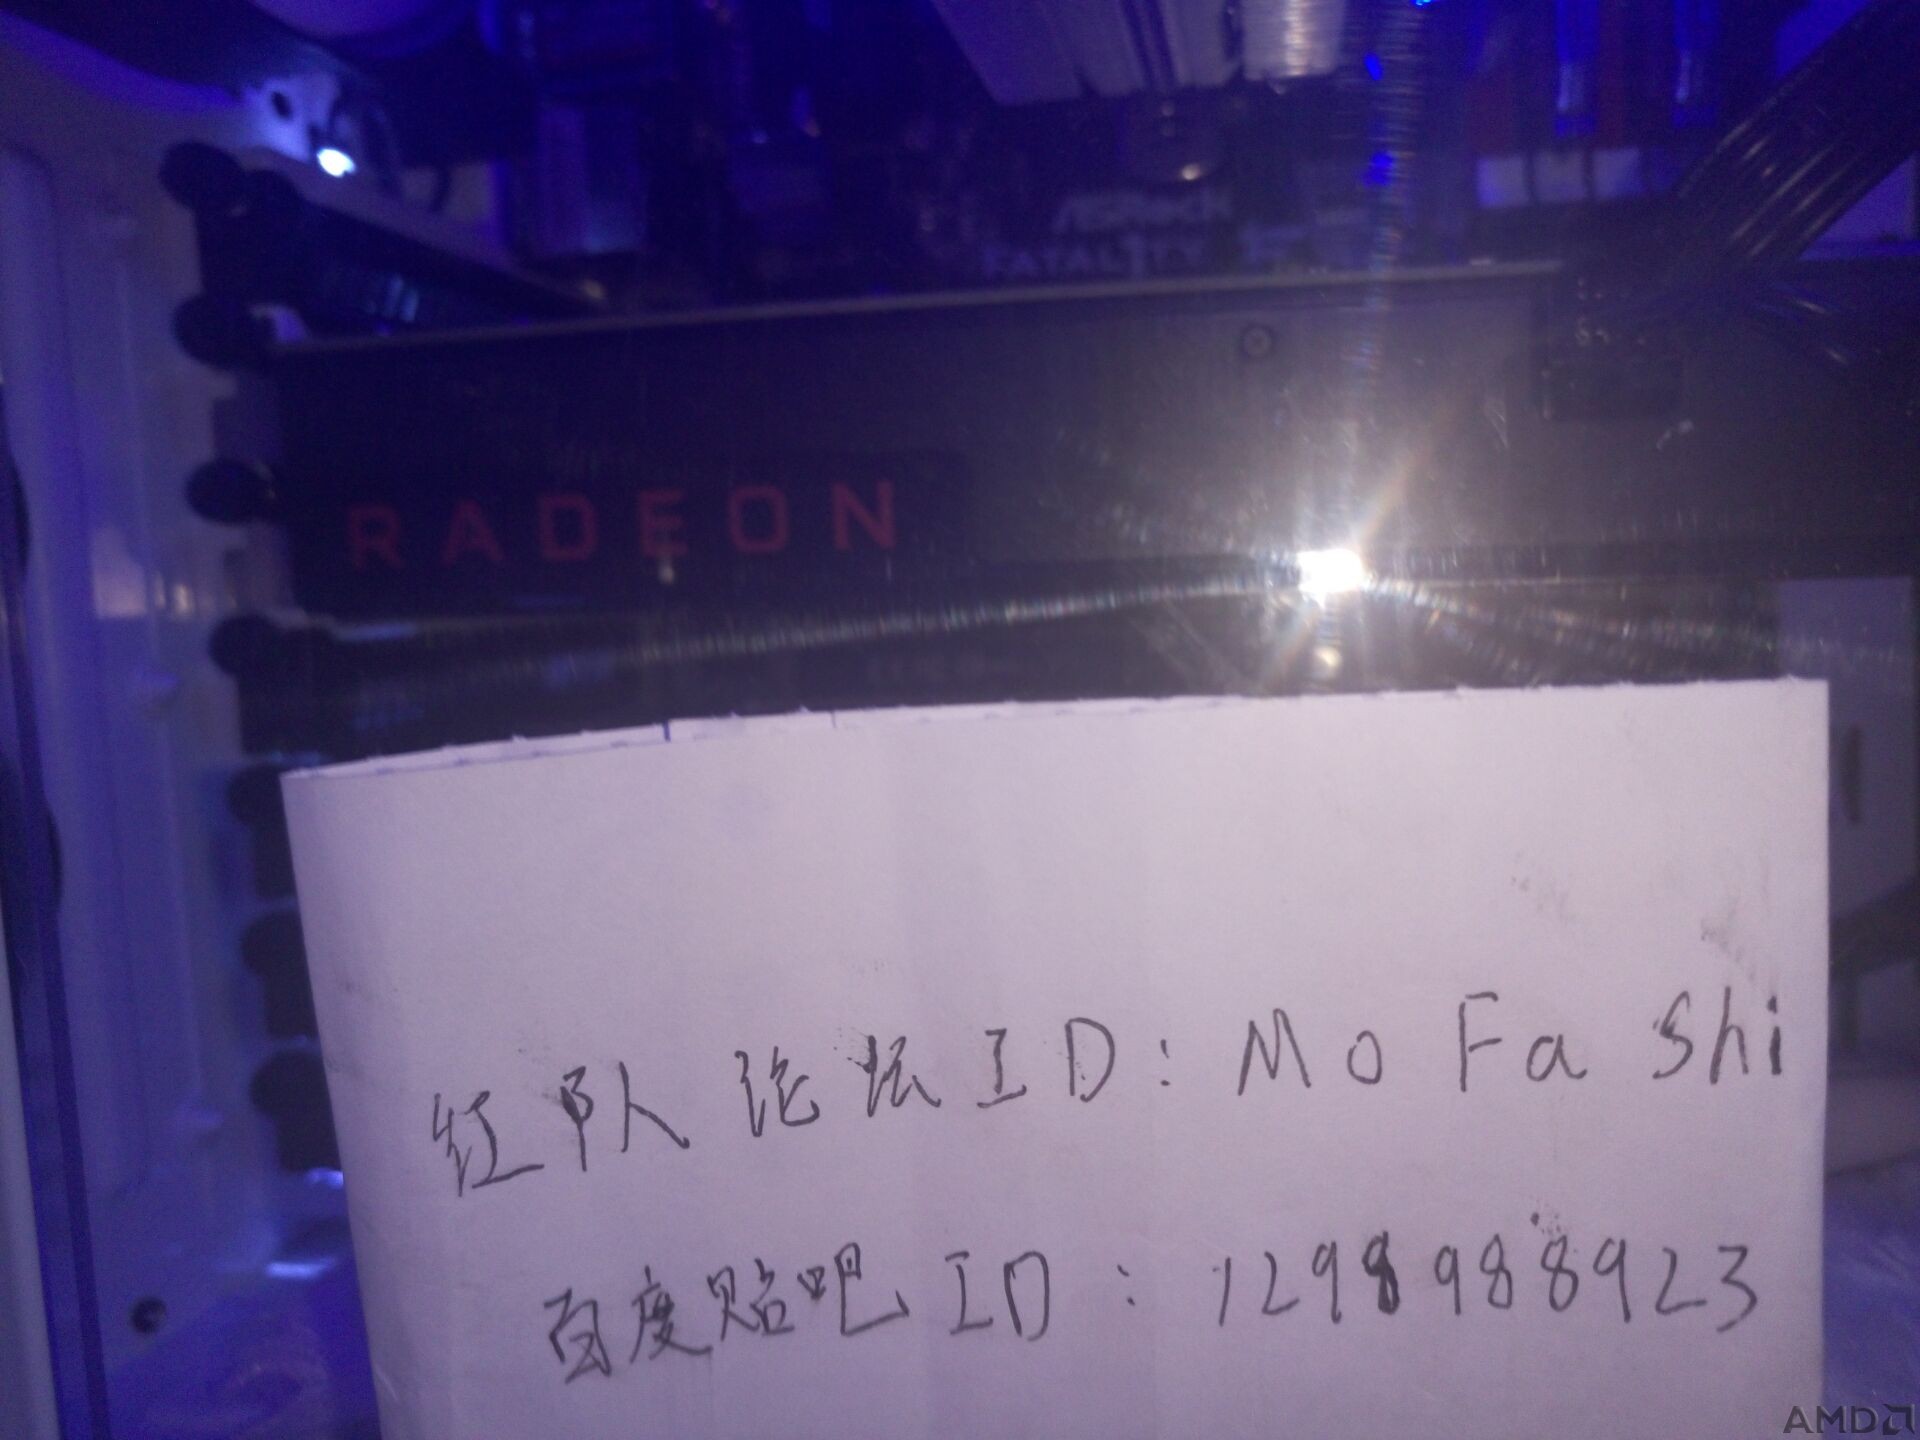 ASRock
FATAL1TY
RADEON
红队论坛ID: Mo Fa Shi
百度贴吧ID: 1298988923
AMD